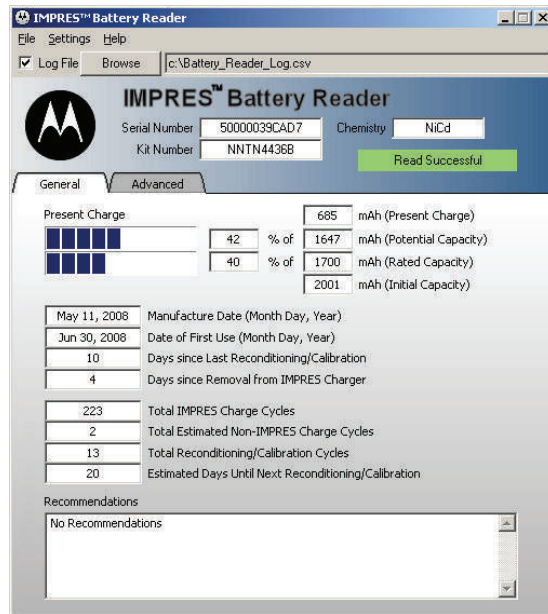 IMPRES™ Battery Reader
File Settings Help
Log File Browse c:\Battery_Reader_Log.csv
IMPRES™ Battery Reader
Serial Number 50000039CAD7 Chemistry NiCd
Kit Number NNTN4436B Read Successful
General Advanced
Present Charge 685 mAh (Present Charge)
42 % of 1647 mAh (Potential Capacity)
40 % of 1700 mAh (Rated Capacity)
2001 mAh (Initial Capacity)
May 11, 2008 Manufacture Date (Month Day, Year)
Jun 30, 2008 Date of First Use (Month Day, Year)
10 Days since Last Reconditioning/Calibration
4 Days since Removal from IMPRES Charger
223 Total IMPRES Charge Cycles
2 Total Estimated Non-IMPRES Charge Cycles
13 Total Reconditioning/Calibration Cycles
20 Estimated Days Until Next Reconditioning/Calibration
Recommendations
No Recommendations